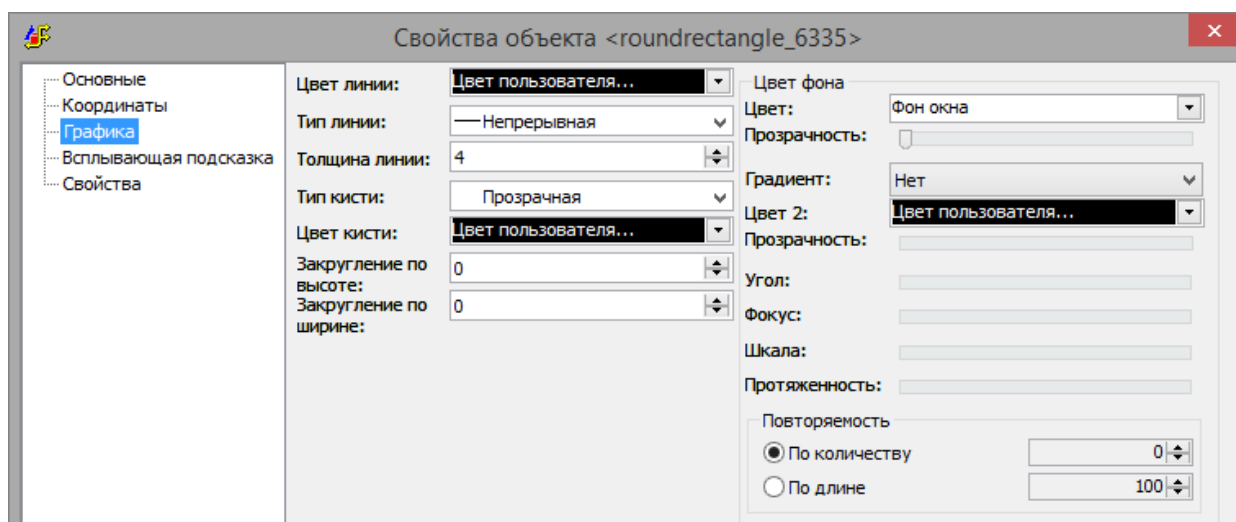 Свойства объекта <roundrectangle_6335>
Основные
Координаты
Графика
Всплывающая подсказка
Свойства
Цвет линии: Цвет пользователя...
Тип линии: Непрерывная
Толщина линии: 4
Тип кисти: Прозрачная
Цвет кисти: Цвет пользователя...
Закругление по
высоте: 0
Закругление по
ширине: 0
Цвет фона
Цвет: Фон окна
Прозрачность:
Градиент: Нет
Цвет 2: Цвет пользователя...
Прозрачность:
Угол:
Фокус:
Шкала:
Протяженность:
Повторяемость
По количеству 0
По длине 100